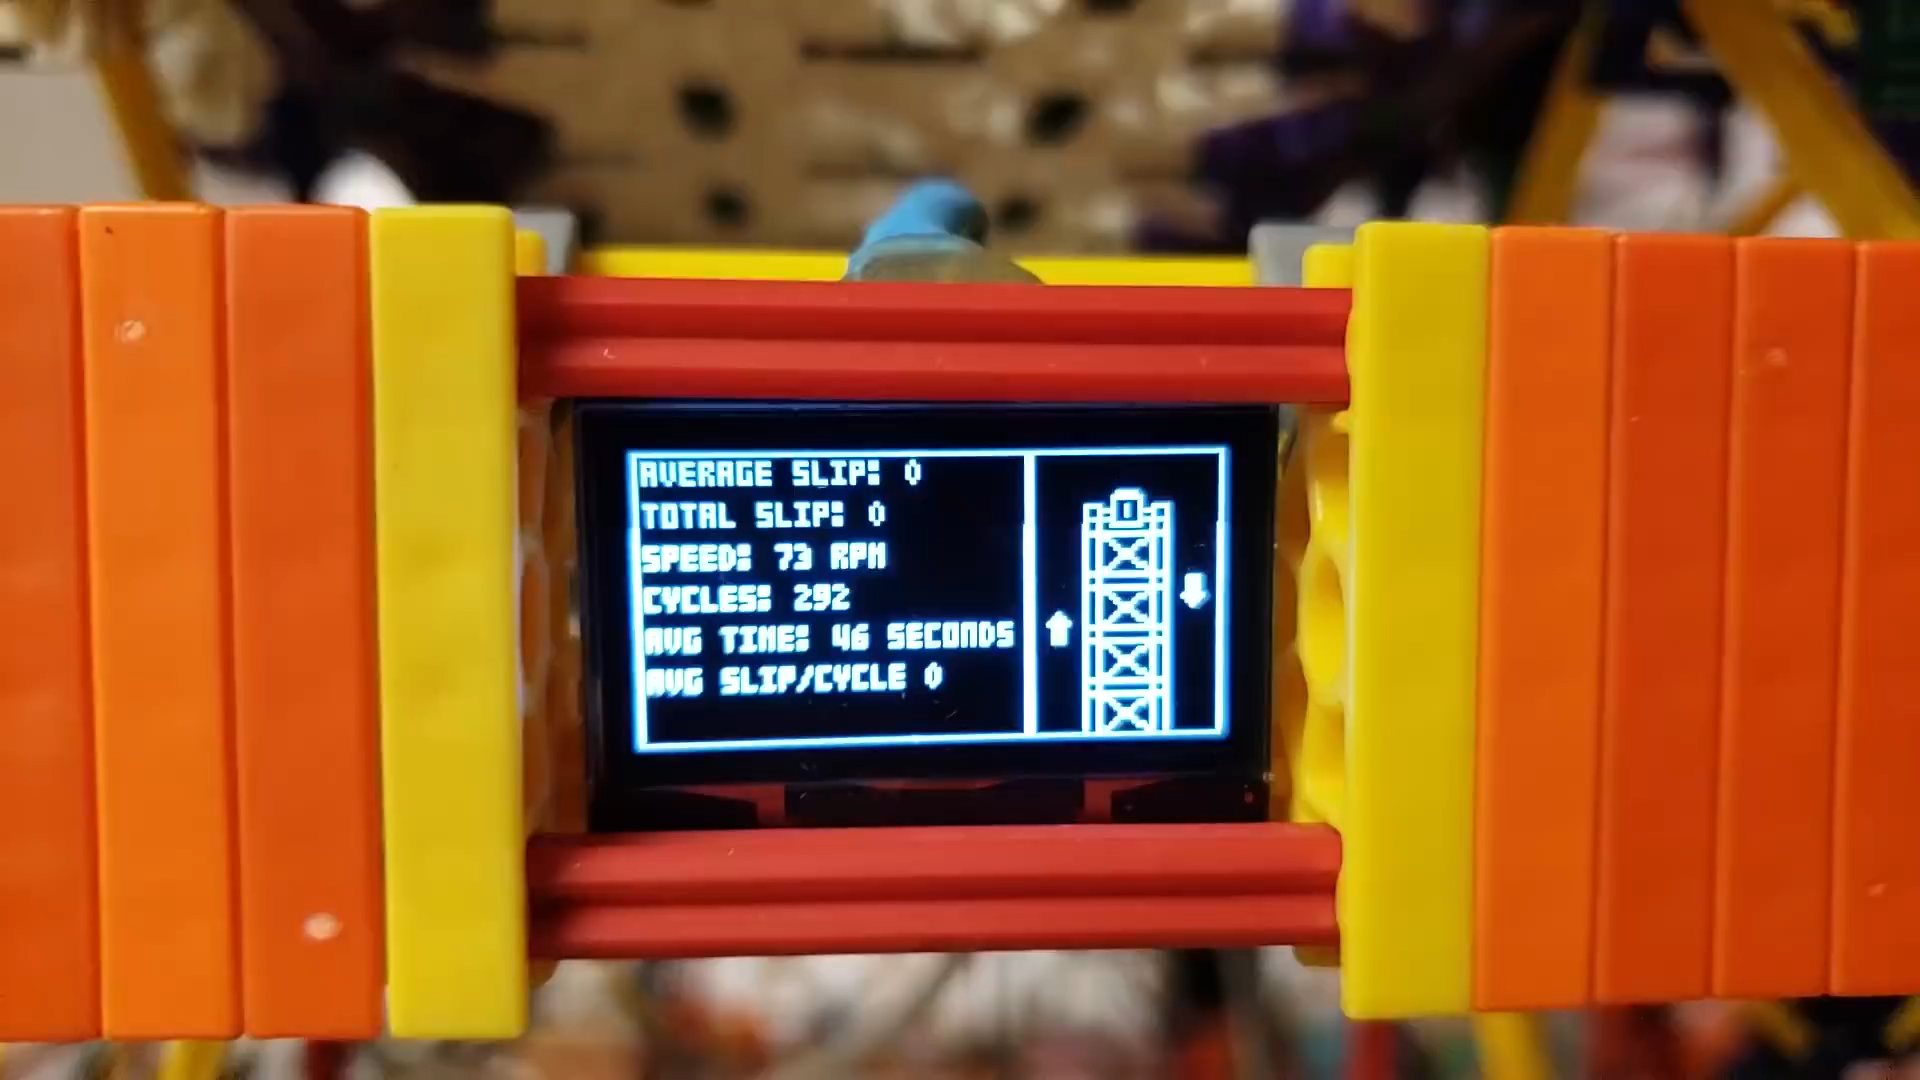 AVERAGE SLIP: 0
TOTAL SLIP: 0
SPEED: 73 RPM
CYCLES: 292
AVG TIME: 46 SECONDS
AVG SLIP/CYCLE 0